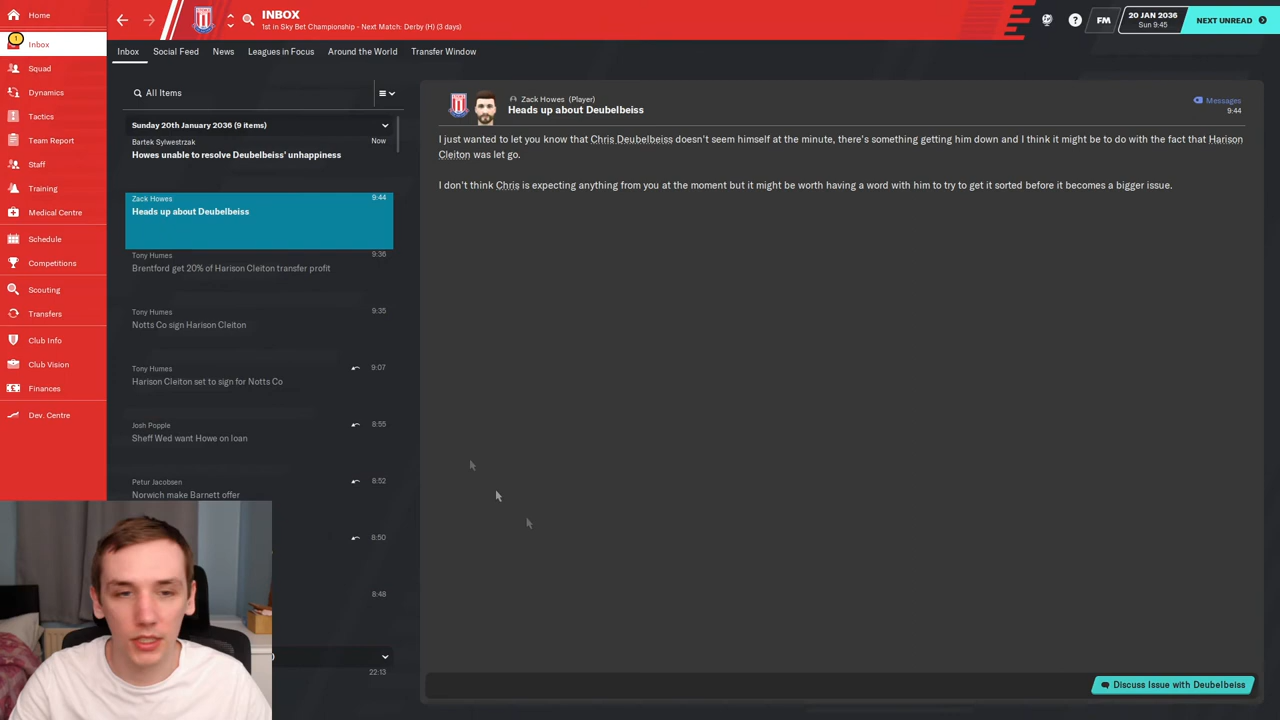 Home
1
Inbox
Squad
Dynamics
Tactics
Team Report
Staff
Training
Medical Centre
Schedule
Competitions
Scouting
Transfers
Club Info
Club Vision
Finances
Dev. Centre
INBOX
1st in Sky Bet Championship - Next Match: Derby (H) (3 days)
?
FM
20 JAN 2036
Sun 9:45
NEXT UNREAD
Inbox
Social Feed
News
Leagues in Focus
Around the World
Transfer Window
All Items
Sunday 20th January 2036 (9 items)
Bartek Sylwestrzak Now
Howes unable to resolve Deubelbeiss' unhappiness
Zack Howes 9:44
Heads up about Deubelbeiss
Tony Humes 9:36
Brentford get 20% of Harison Cleiton transfer profit
Tony Humes 9:35
Notts Co sign Harison Cleiton
Tony Humes 9:07
Harison Cleiton set to sign for Notts Co
Josh Popple 8:55
Sheff Wed want Howe on loan
Petur Jacobsen 8:52
Norwich make Barnett offer
8:50
8:48
)
22:13
Zack Howes (Player)
Heads up about Deubelbeiss
Messages
9:44
I just wanted to let you know that Chris Deubelbeiss doesn't seem himself at the minute, there's something getting him down and I think it might be to do with the fact that Harison
Cleiton was let go.
I don't think Chris is expecting anything from you at the moment but it might be worth having a word with him to try to get it sorted before it becomes a bigger issue.
Discuss Issue with Deubelbeiss